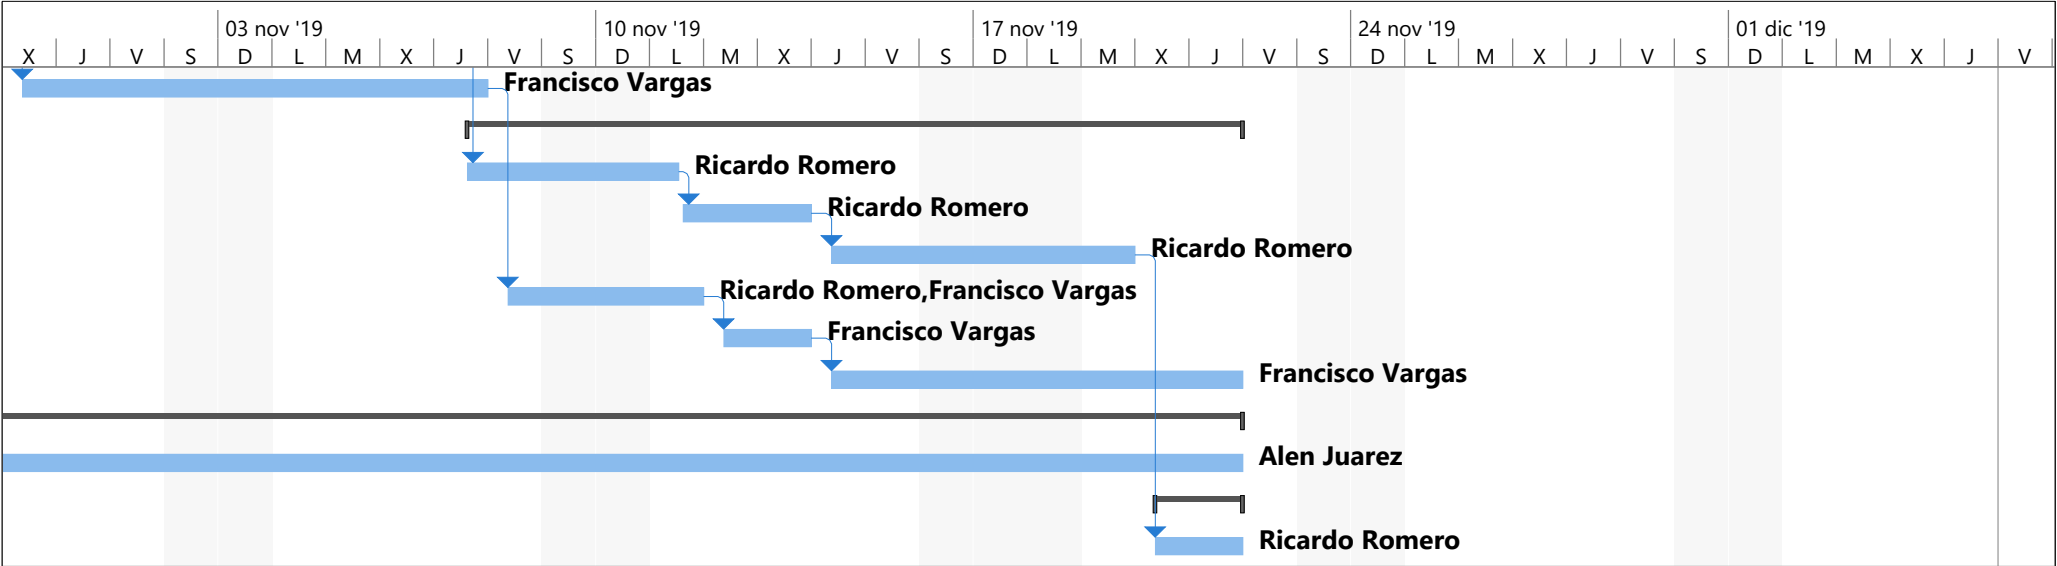 03 nov '19 10 nov '19 17 nov '19 24 nov '19 01 dic '19
X J V S D L M X J V S D L M X J V S D L M X J V S D L M X J V S D L M X J V
Francisco Vargas
Ricardo Romero
Ricardo Romero
Ricardo Romero
Ricardo Romero,Francisco Vargas
Francisco Vargas
Francisco Vargas
Alen Juarez
Ricardo Romero